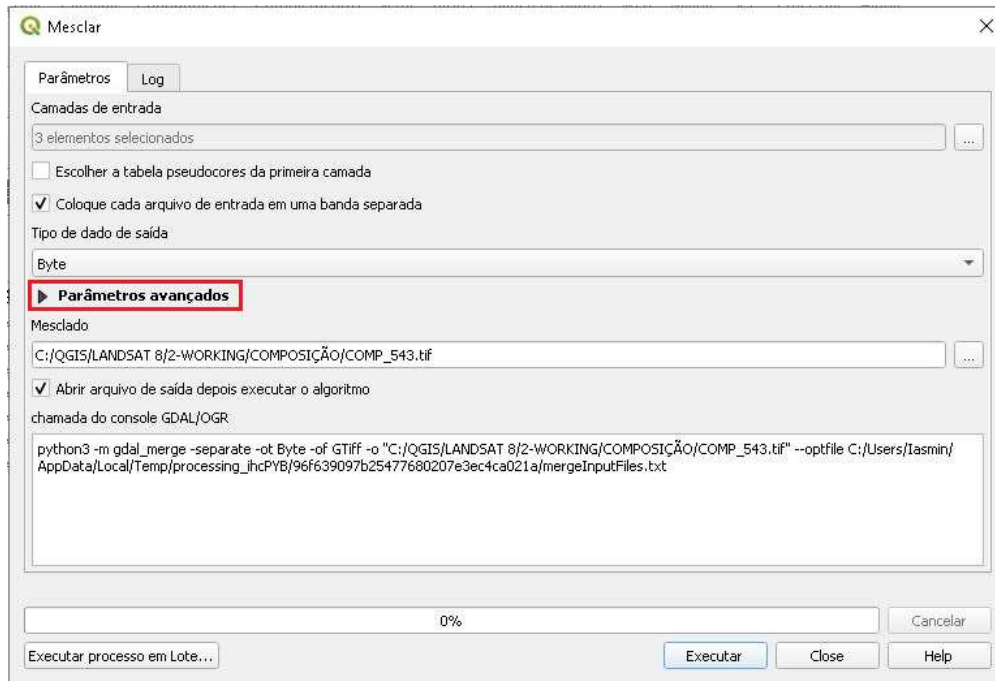 Mesclar
Parâmetros
Log
Camadas de entrada
3 elementos selecionados
...
Escolher a tabela pseudocores da primeira camada
Coloque cada arquivo de entrada em uma banda separada
Tipo de dado de saída
Byte
Parâmetros avançados
Mesclado
C:/QGIS/LANDSAT 8/2-WORKING/COMPOSIÇÃO/COMP_543.tif
...
Abrir arquivo de saída depois executar o algoritmo
chamada do console GDAL/OGR
python3 -m gdal_merge -separate -ot Byte -of GTiff -o "C:/QGIS/LANDSAT 8/2-WORKING/COMPOSIÇÃO/COMP_543.tif" --optfile C:/Users/Iasmin/
AppData/Local/Temp/processing_ihcPYB/96f639097b25477680207e3ec4ca021a/mergeInputFiles.txt
0%
Cancelar
Executar processo em Lote...
Executar
Close
Help